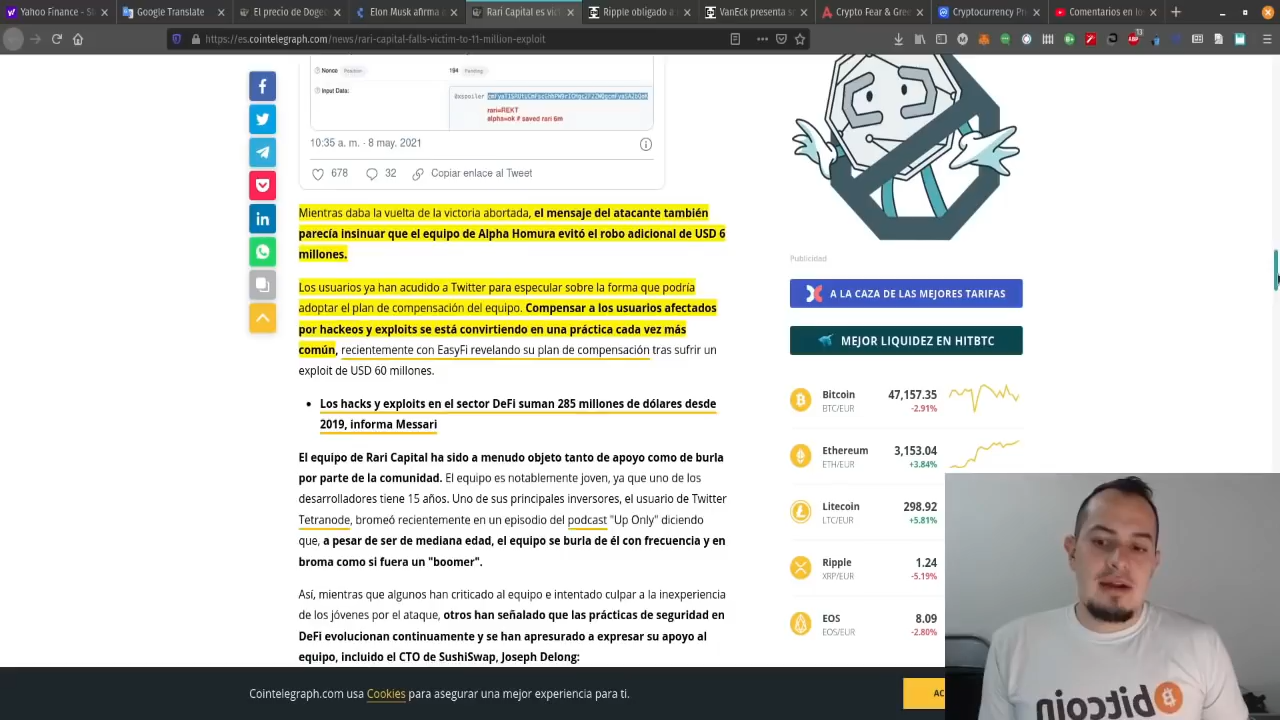 Yahoo Finance - St
Google Translate
El precio de Dogec
Elon Musk afirma q
Rari Capital es víct
Ripple obligado a
VanEck presenta s
Crypto Fear & Gre
Cryptocurrency Pr
Comentarios en lo
https://es.cointelegraph.com/news/rari-capital-falls-victim-to-11-million-exploit
Nonce Position
194 Pending
Input Data:
rari=REKT
alpha=ok # saved rari 6m
10:35 a. m. · 8 may. 2021
678 32 Copiar enlace al Tweet
Mientras daba la vuelta de la victoria abortada, el mensaje del atacante también
parecía insinuar que el equipo de Alpha Homura evitó el robo adicional de USD 6
millones.
Los usuarios ya han acudido a Twitter para especular sobre la forma que podría
adoptar el plan de compensación del equipo. Compensar a los usuarios afectados
por hackeos y exploits se está convirtiendo en una práctica cada vez más
común, recientemente con EasyFi revelando su plan de compensación tras sufrir un
exploit de USD 60 millones.
Los hacks y exploits en el sector DeFi suman 285 millones de dólares desde
2019, informa Messari
El equipo de Rari Capital ha sido a menudo objeto tanto de apoyo como de burla
por parte de la comunidad. El equipo es notablemente joven, ya que uno de los
desarrolladores tiene 15 años. Uno de sus principales inversores, el usuario de Twitter
Tetranode, bromeó recientemente en un episodio del podcast "Up Only" diciendo
que, a pesar de ser de mediana edad, el equipo se burla de él con frecuencia y en
broma como si fuera un "boomer".
Así, mientras que algunos han criticado al equipo e intentado culpar a la inexperiencia
de los jóvenes por el ataque, otros han señalado que las prácticas de seguridad en
DeFi evolucionan continuamente y se han apresurado a expresar su apoyo al
equipo, incluido el CTO de SushiSwap, Joseph Delong:
Publicidad
A LA CAZA DE LAS MEJORES TARIFAS
MEJOR LIQUIDEZ EN HITBTC
Bitcoin 47,157.35
BTC/EUR -2.91%
Ethereum 3,153.04
ETH/EUR +3.84%
Litecoin 298.92
LTC/EUR +5.81%
Ripple 1.24
XRP/EUR -5.19%
EOS 8.09
EOS/EUR -2.80%
Cointelegraph.com usa Cookies para asegurar una mejor experiencia para ti.
AC
bitcoin